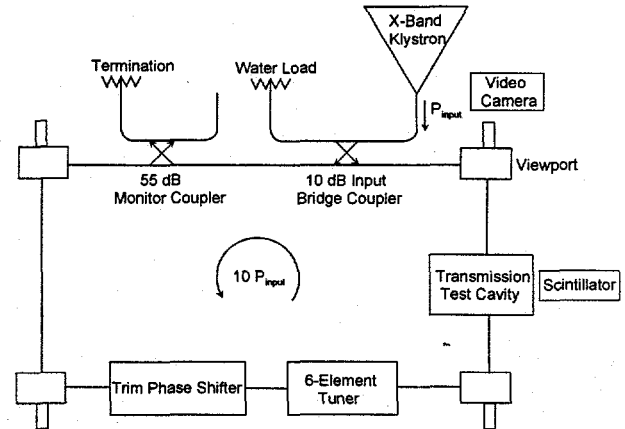 X-Band
Klystron
Termination
Water Load
P_input
Video
Camera
Viewport
55 dB
Monitor Coupler
10 dB Input
Bridge Coupler
10 P_input
Transmission
Test Cavity
Scintillator
Trim Phase Shifter
6-Element
Tuner